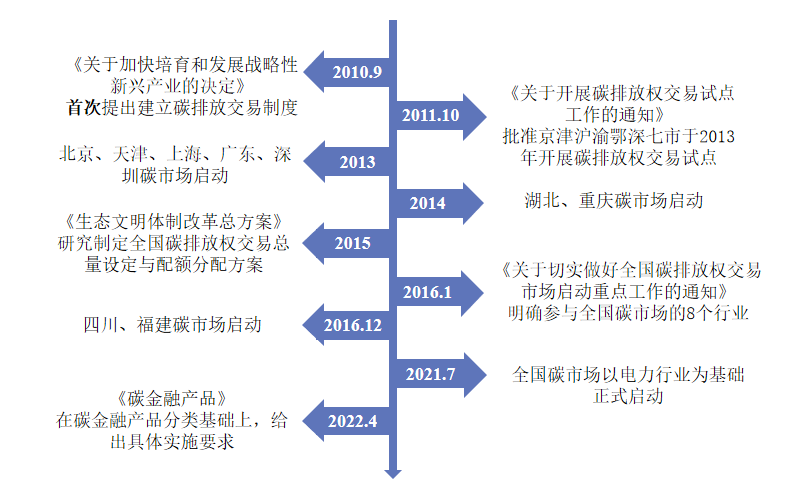 《关于加快培育和发展战略性
新兴产业的决定》
首次提出建立碳排放交易制度
2010.9
2011.10
《关于开展碳排放权交易试点
工作的通知》
批准京津沪渝鄂深七市于2013
年开展碳排放权交易试点
北京、天津、上海、广东、深
圳碳市场启动
2013
2014
湖北、重庆碳市场启动
《生态文明体制改革总方案》
研究制定全国碳排放权交易总
量设定与配额分配方案
2015
2016.1
《关于切实做好全国碳排放权交易
市场启动重点工作的通知》
明确参与全国碳市场的8个行业
四川、福建碳市场启动
2016.12
2021.7
全国碳市场以电力行业为基础
正式启动
《碳金融产品》
在碳金融产品分类基础上，给
出具体实施要求
2022.4